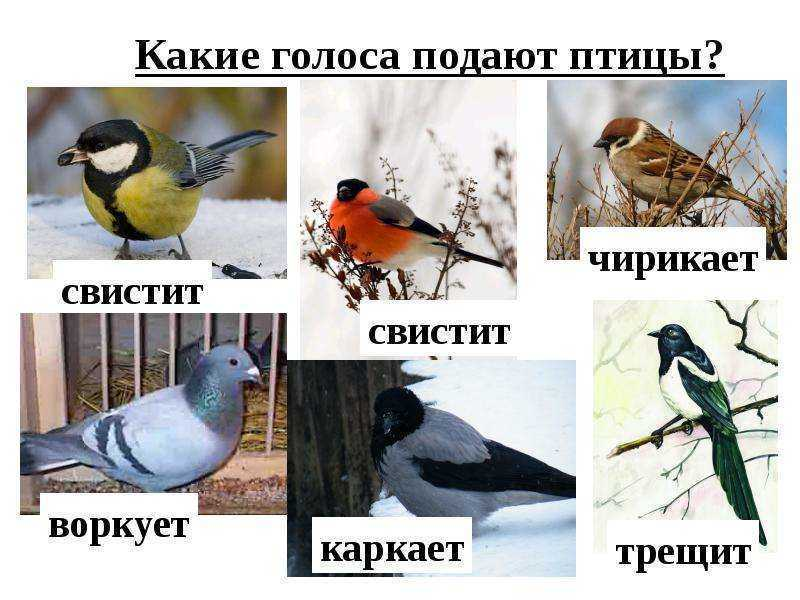 Какие голоса подают птицы?
свистит
свистит
чирикает
воркует
каркает
трещит